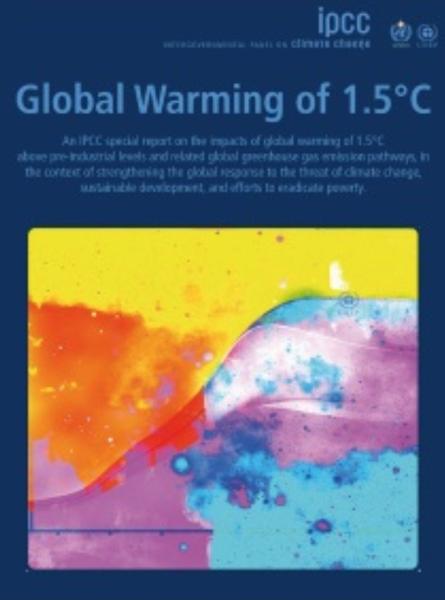 ipcc
INTERGOVERNMENTAL PANEL ON climate change
Global Warming of 1.5°C
An IPCC special report on the impacts of global warming of 1.5°C
above pre-industrial levels and related global greenhouse gas emission pathways, in
the context of strengthening the global response to the threat of climate change,
sustainable development, and efforts to eradicate poverty.